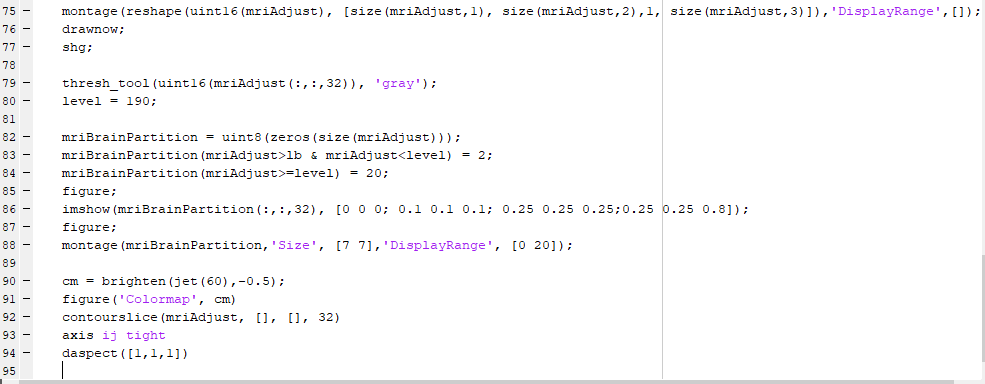 75 – montage(reshape(uint16(mriAdjust), [size(mriAdjust,1), size(mriAdjust,2),1, size(mriAdjust,3)]),'DisplayRange',[]);
76 – drawnow;
77 – shg;
78
79 – thresh_tool(uint16(mriAdjust(:,:,32)), 'gray');
80 – level = 190;
81
82 – mriBrainPartition = uint8(zeros(size(mriAdjust)));
83 – mriBrainPartition(mriAdjust>lb & mriAdjust<level) = 2;
84 – mriBrainPartition(mriAdjust>=level) = 20;
85 – figure;
86 – imshow(mriBrainPartition(:,:,32), [0 0 0; 0.1 0.1 0.1; 0.25 0.25 0.25;0.25 0.25 0.8]);
87 – figure;
88 – montage(mriBrainPartition,'Size', [7 7],'DisplayRange', [0 20]);
89
90 – cm = brighten(jet(60),-0.5);
91 – figure('Colormap', cm)
92 – contourslice(mriAdjust, [], [], 32)
93 – axis ij tight
94 – daspect([1,1,1])
95